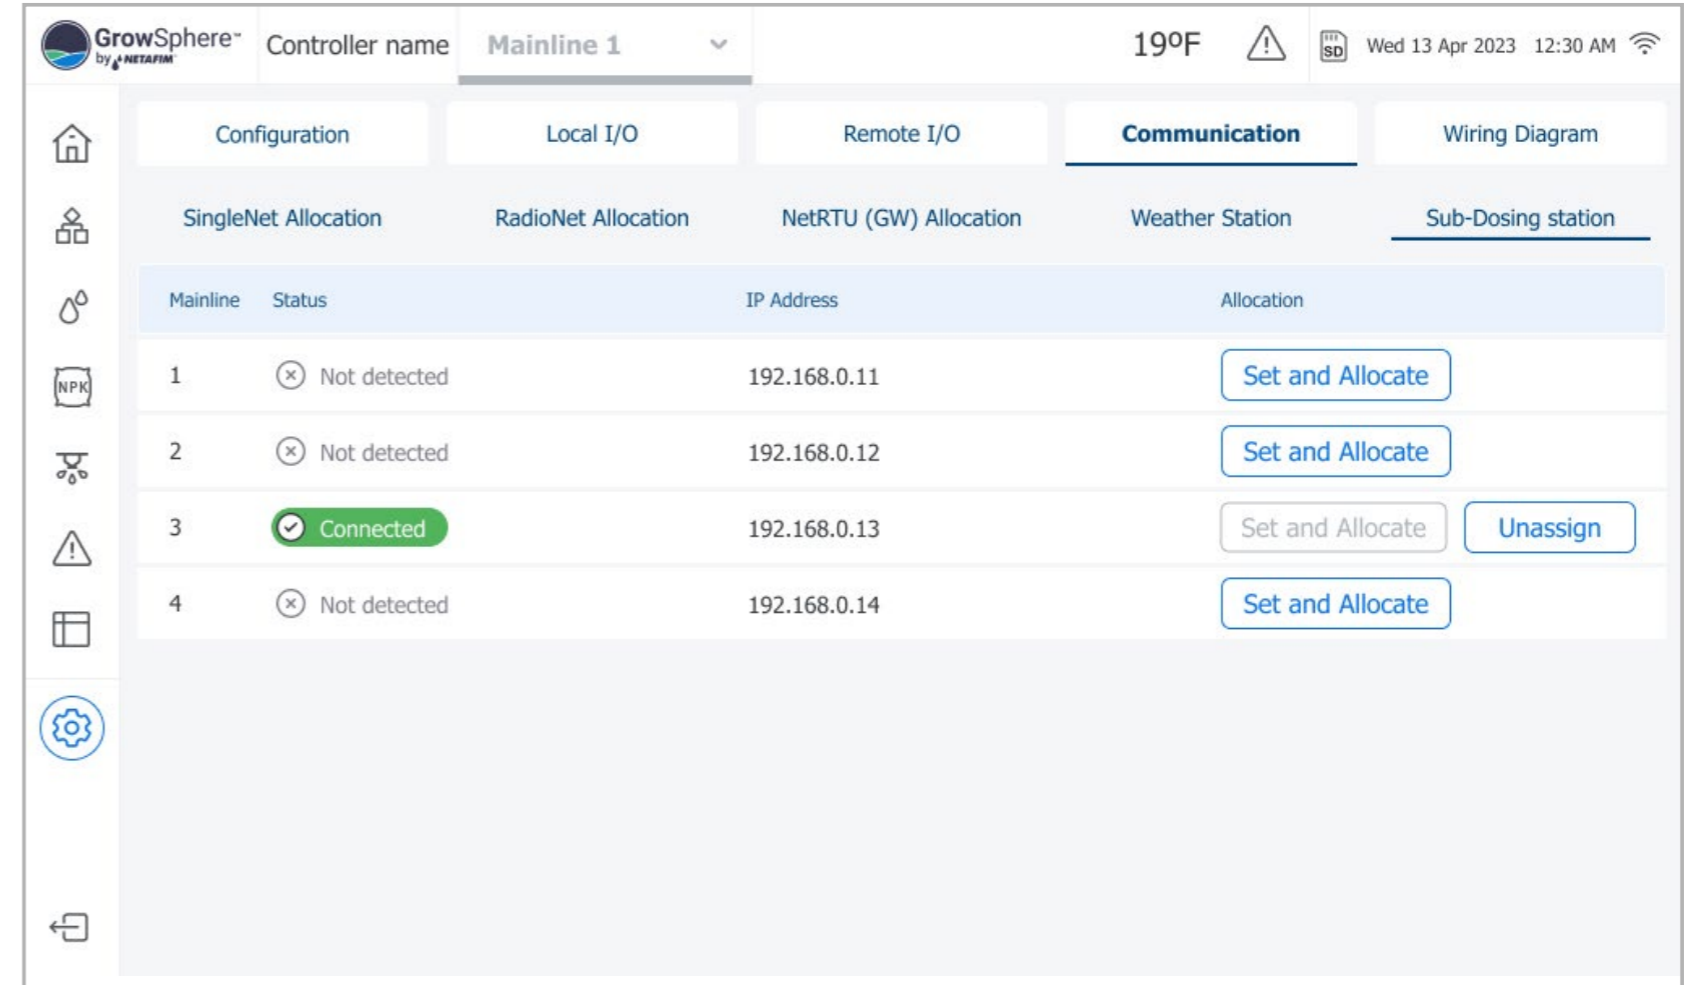 GrowSphere™
by NETAFIM™
Controller name
Mainline 1
19ºF
SD
Wed 13 Apr 2023 12:30 AM
Configuration
Local I/O
Remote I/O
Communication
Wiring Diagram
SingleNet Allocation
RadioNet Allocation
NetRTU (GW) Allocation
Weather Station
Sub-Dosing station
Mainline Status IP Address Allocation
1 Not detected 192.168.0.11 Set and Allocate
2 Not detected 192.168.0.12 Set and Allocate
NPK
3 Connected 192.168.0.13 Set and Allocate Unassign
4 Not detected 192.168.0.14 Set and Allocate